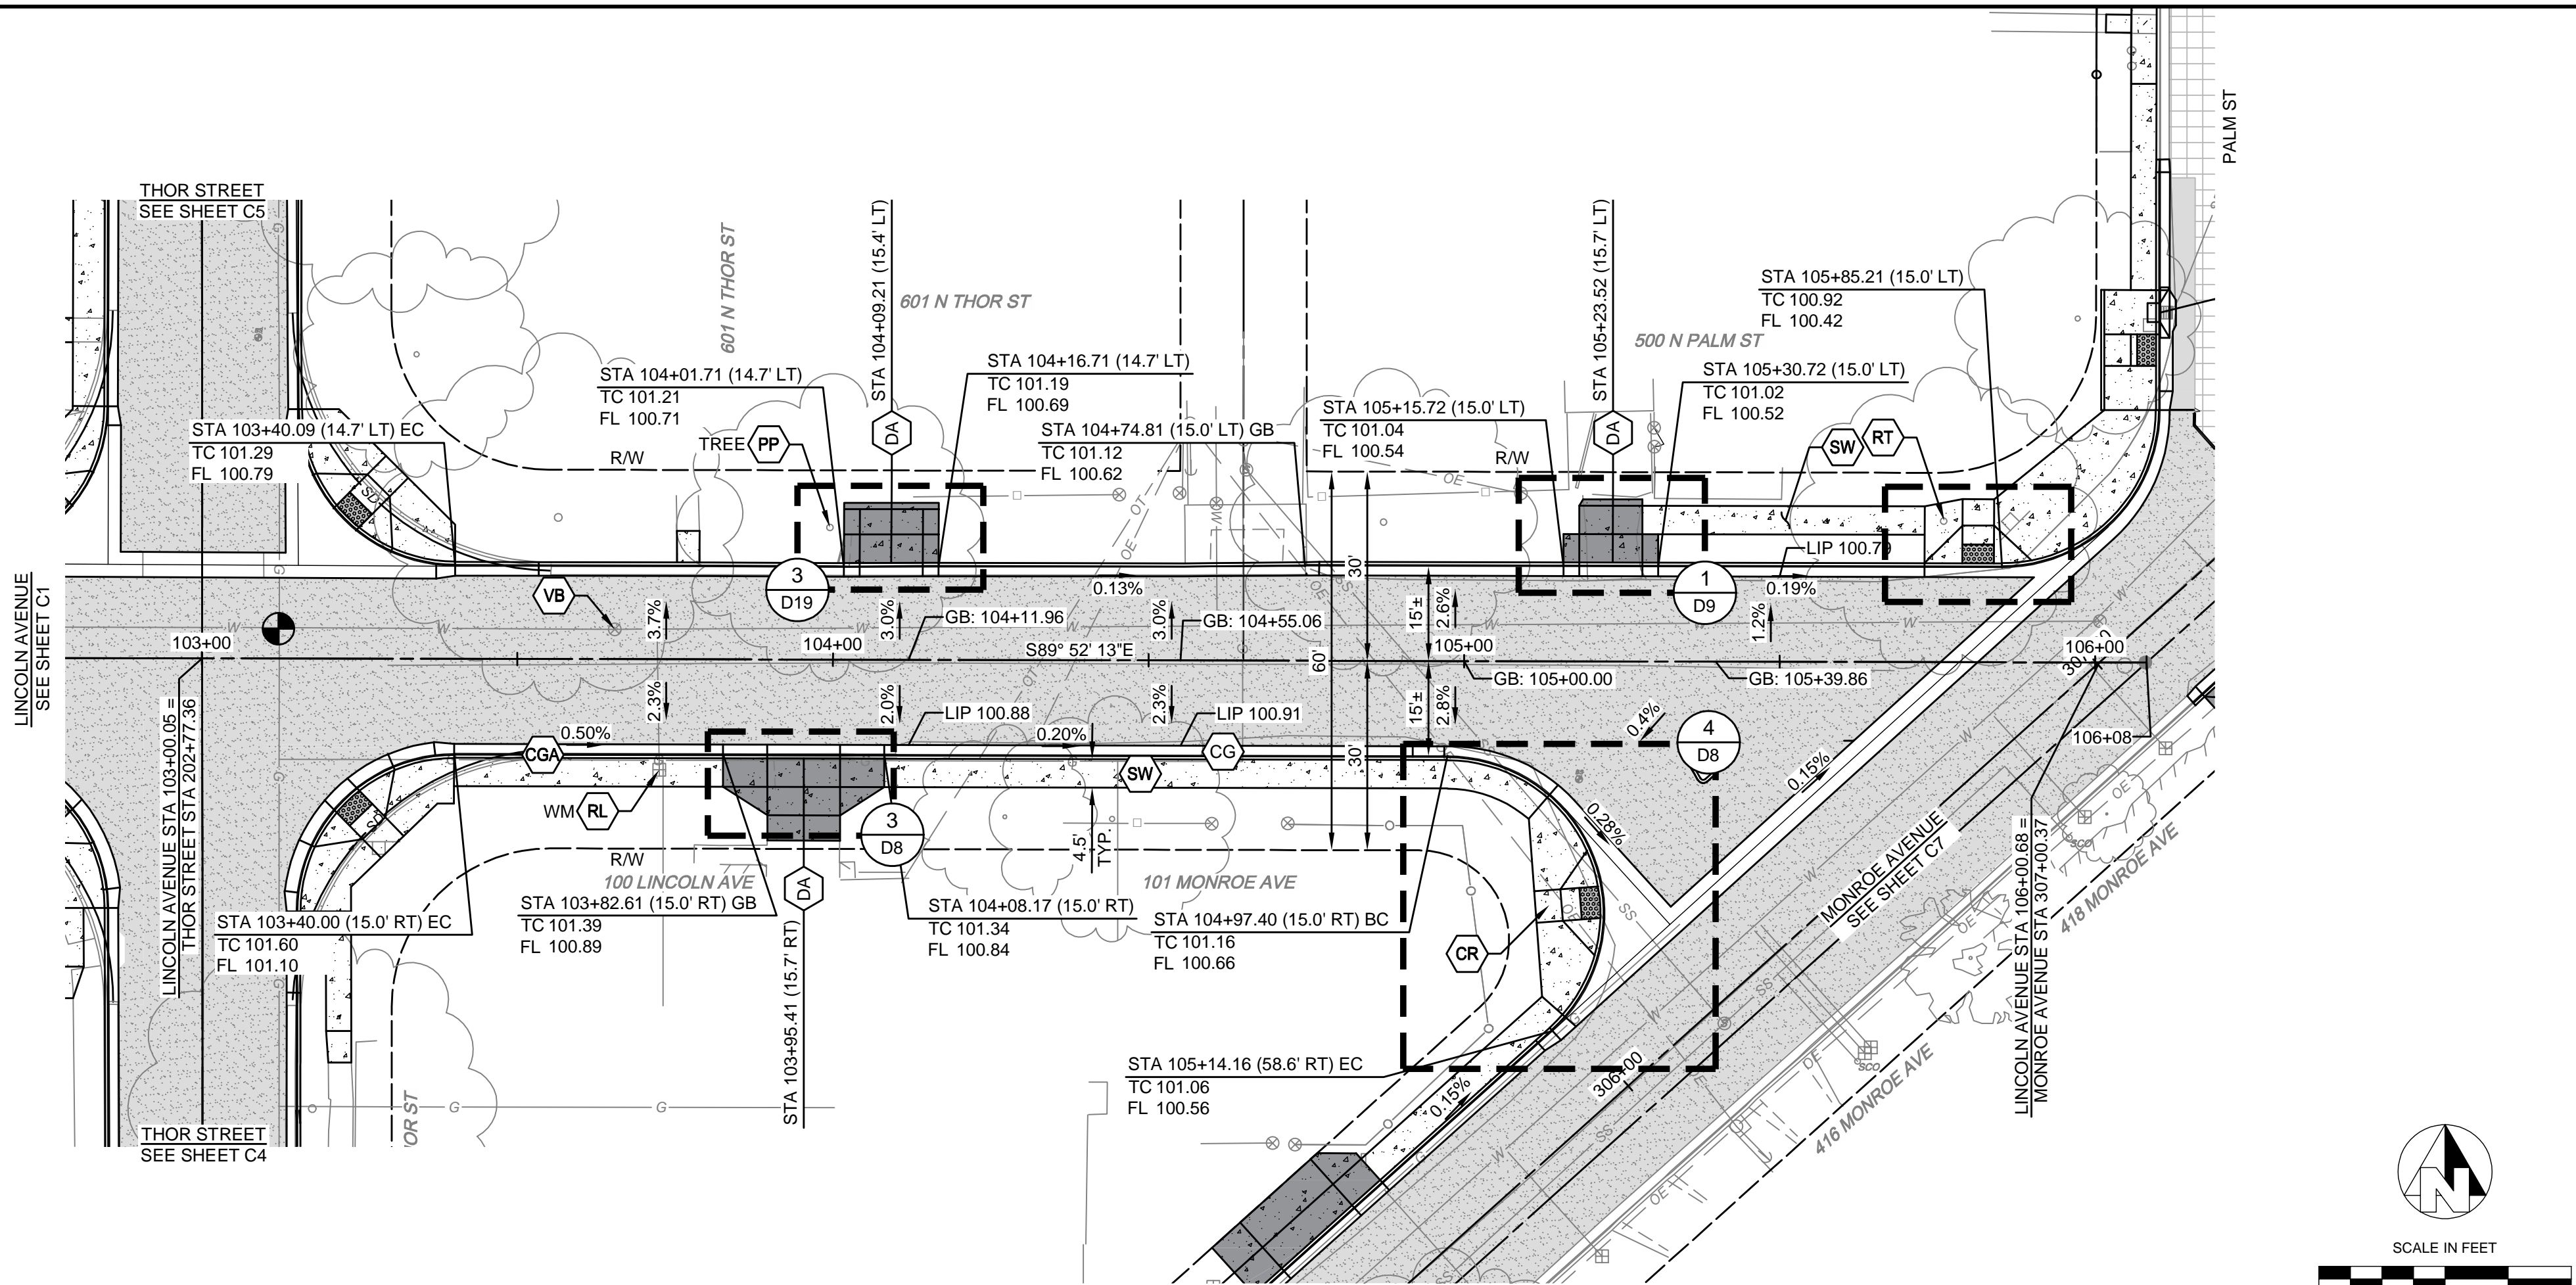 THOR STREET
SEE SHEET C5
LINCOLN AVENUE
SEE SHEET C1
PALM ST
601 N THOR ST
601 N THOR ST
500 N PALM ST
STA 104+09.21 (15.4' LT)
STA 105+23.52 (15.7' LT)
STA 105+85.21 (15.0' LT)
TC 100.92
FL 100.42
STA 104+01.71 (14.7' LT)
TC 101.21
FL 100.71
STA 104+16.71 (14.7' LT)
TC 101.19
FL 100.69
STA 105+30.72 (15.0' LT)
TC 101.02
FL 100.52
STA 103+40.09 (14.7' LT) EC
TC 101.29
FL 100.79
STA 104+74.81 (15.0' LT) GB
TC 101.12
FL 100.62
STA 105+15.72 (15.0' LT)
TC 101.04
FL 100.54
TREE
PP
DA
DA
SW
RT
R/W
R/W
OE
OT
OE
OE
W
SS
SD
G
G
LIP 100.79
3
D19
1
D9
VB
0.13%
0.19%
3.7%
3.0%
3.0%
2.6%
1.2%
15'±
30'
60'
GB: 104+11.96
GB: 104+55.06
S89° 52' 13"E
103+00
104+00
105+00
106+00
GB: 105+00.00
GB: 105+39.86
W
W
W
W
W
2.3%
2.0%
2.3%
2.8%
15'±
30'
LIP 100.88
LIP 100.91
0.50%
0.20%
0.4%
0.28%
0.15%
CGA
CG
SW
WM
RL
4
D8
3
D8
4.5'
TYP.
106+08
R/W
100 LINCOLN AVE
101 MONROE AVE
DA
CR
STA 103+82.61 (15.0' RT) GB
TC 101.39
FL 100.89
STA 104+08.17 (15.0' RT)
TC 101.34
FL 100.84
STA 104+97.40 (15.0' RT) BC
TC 101.16
FL 100.66
STA 103+40.00 (15.0' RT) EC
TC 101.60
FL 101.10
STA 103+95.41 (15.7' RT)
LINCOLN AVENUE STA 103+00.05 =
THOR STREET STA 202+77.36
STA 105+14.16 (58.6' RT) EC
TC 101.06
FL 100.56
0.15%
306+00
MONROE AVENUE
SEE SHEET C7
LINCOLN AVENUE STA 106+00.68 =
MONROE AVENUE STA 307+00.37
418 MONROE AVE
416 MONROE AVE
SS
SS
SS
SCO
OE
OE
OE
OE
G
G
THOR STREET
SEE SHEET C4
SCALE IN FEET